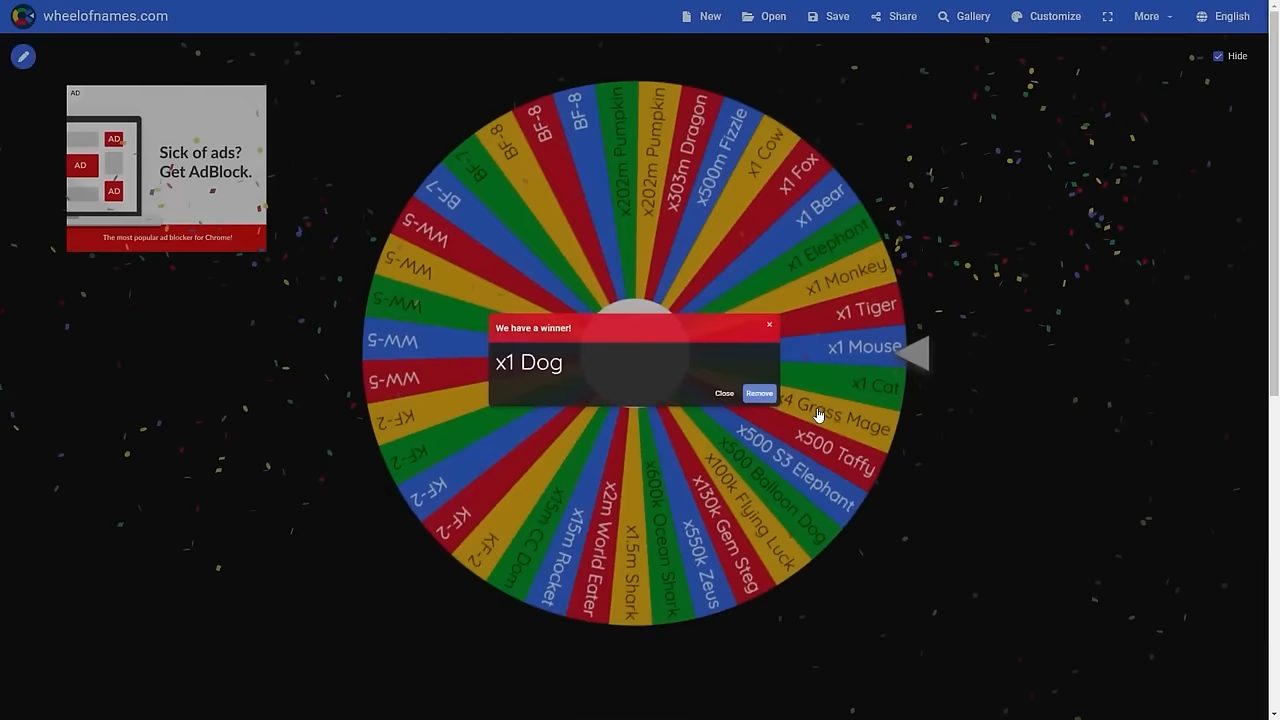 wheelofnames.com
New
Open
Save
Share
Gallery
Customize
More
English
Hide
AD
AD
AD
AD
Sick of ads?
Get AdBlock.
The most popular ad blocker for Chrome!
BF-7
BF-7
BF-8
BF-8
BF-8
x202m Pumpkin
x202m Pumpkin
x303m Dragon
x500m Fizzle
x1 Cow
x1 Fox
x1 Bear
x1 Elephant
x1 Monkey
x1 Tiger
x1 Mouse
x1 Cat
x4 Grass Mage
x500 Taffy
x500 S3 Elephant
x500 Balloon Dog
x100k Flying Luck
x130k Gem Steg
x550k Zeus
x600k Ocean Shark
x1.5m Shark
x2m World Eater
x15m Rocket
x15m CC Dom
KF-2
KF-2
KF-2
KF-2
KF-2
WW-5
WW-5
WW-5
WW-5
WW-5
We have a winner!
x1 Dog
Close
Remove